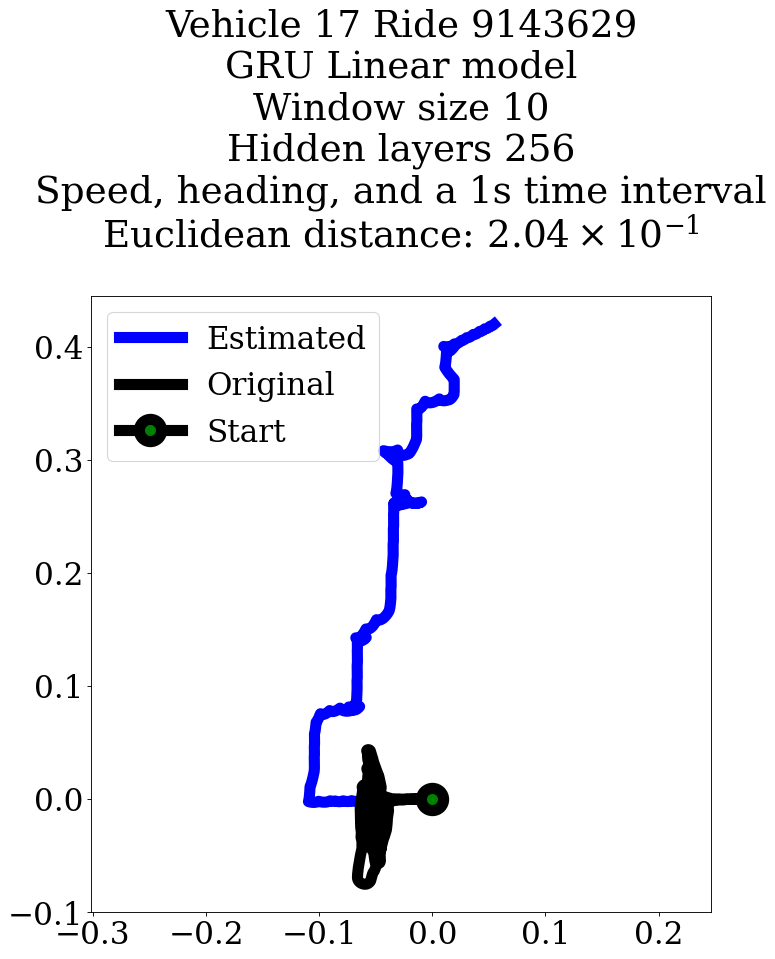 Vehicle 17 Ride 9143629
GRU Linear model
Window size 10
Hidden layers 256
Speed, heading, and a 1s time interval
Euclidean distance: 2.04 × 10⁻¹
Estimated
Original
Start
0.4
0.3
0.2
0.1
0.0
−0.1
−0.3 −0.2 −0.1 0.0 0.1 0.2